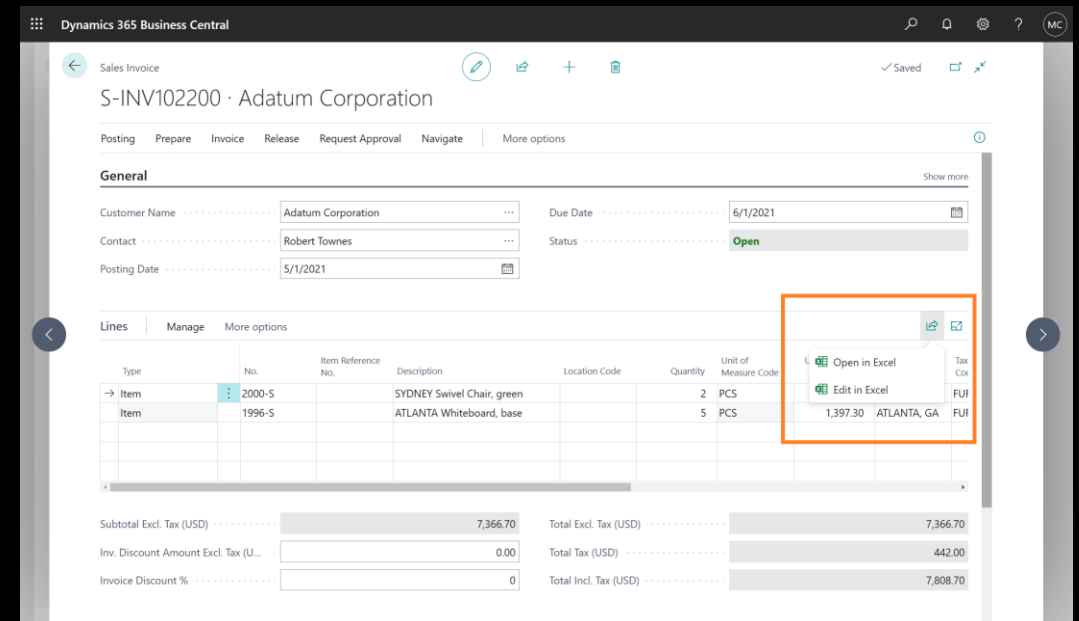 Dynamics 365 Business Central
MC
Sales Invoice
Saved
S-INV102200 · Adatum Corporation
Posting Prepare Invoice Release Request Approval Navigate More options
General Show more
Customer Name Adatum Corporation ··· Due Date 6/1/2021
Contact Robert Townes ··· Status Open
Posting Date 5/1/2021
Lines Manage More options
Open in Excel
Edit in Excel
Type No. Item Reference No. Description Location Code Quantity Unit of Measure Code Tax
Item 2000-S SYDNEY Swivel Chair, green 2 PCS
Item 1996-S ATLANTA Whiteboard, base 5 PCS 1,397.30 ATLANTA, GA
Subtotal Excl. Tax (USD) 7,366.70 Total Excl. Tax (USD) 7,366.70
Inv. Discount Amount Excl. Tax (U... 0.00 Total Tax (USD) 442.00
Invoice Discount % 0 Total Incl. Tax (USD) 7,808.70